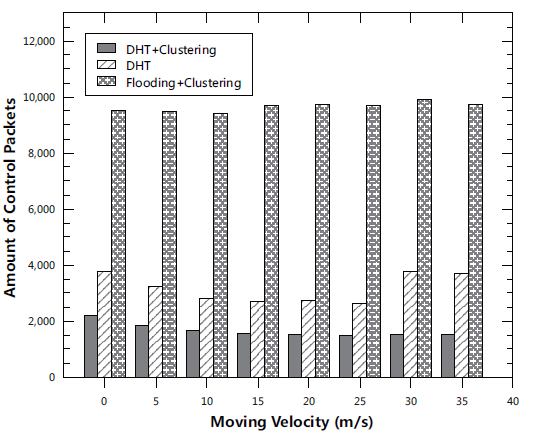 Amount of Control Packets
12,000
10,000
8,000
6,000
4,000
2,000
0
DHT+Clustering
DHT
Flooding+Clustering
0 5 10 15 20 25 30 35 40
Moving Velocity (m/s)